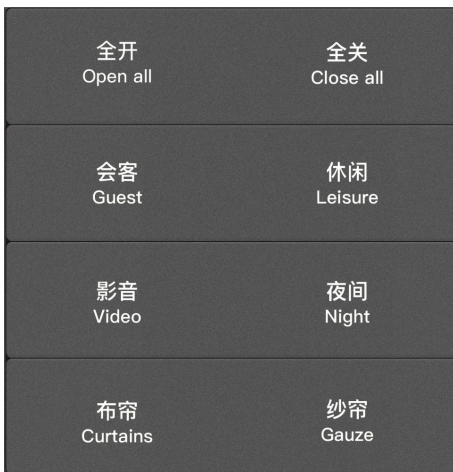 全开 全关
Open all Close all
会客 休闲
Guest Leisure
影音 夜间
Video Night
布帘 纱帘
Curtains Gauze